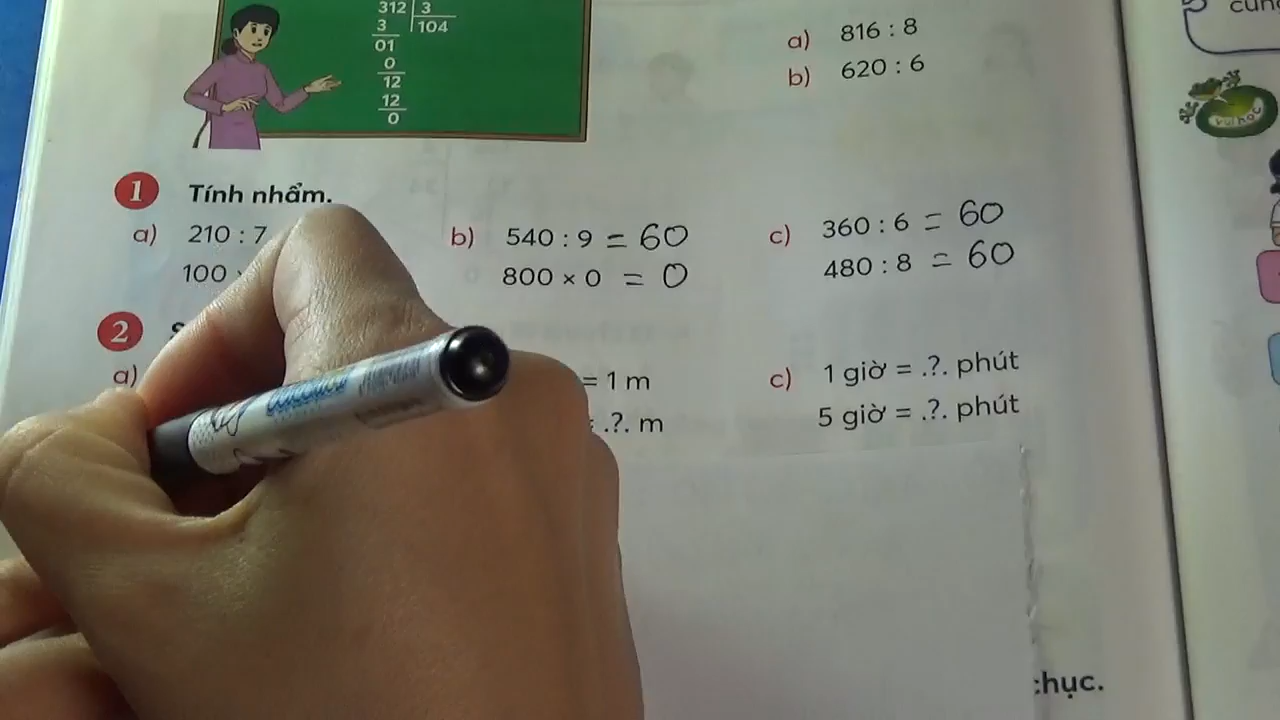 312 3
3 104
01
0
12
12
0
a) 816 : 8
b) 620 : 6
VUI HỌC
1 Tính nhẩm.
a) 210 : 7
100
b) 540 : 9 = 60
800 × 0 = 0
c) 360 : 6 = 60
480 : 8 = 60
2
a)
= 1 m
.?. m
c) 1 giờ = .?. phút
5 giờ = .?. phút
chục.